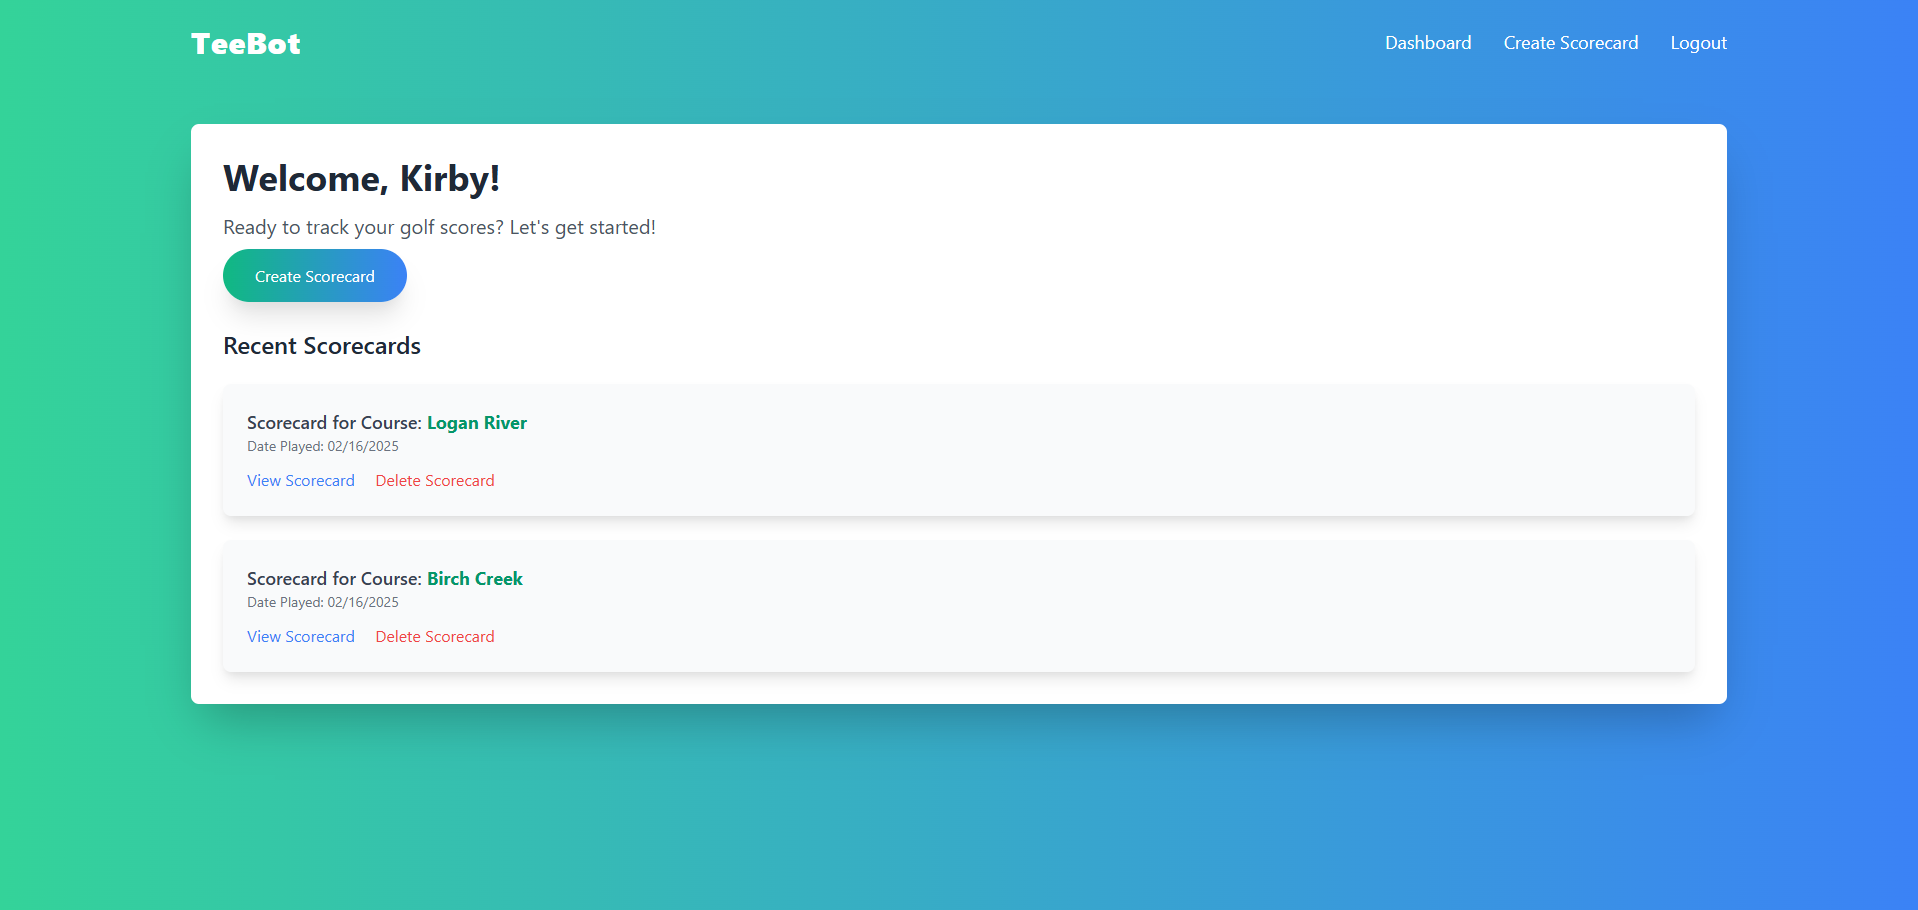 TeeBot
Dashboard Create Scorecard Logout
Welcome, Kirby!
Ready to track your golf scores? Let's get started!
Create Scorecard
Recent Scorecards
Scorecard for Course: Logan River
Date Played: 02/16/2025
View Scorecard Delete Scorecard
Scorecard for Course: Birch Creek
Date Played: 02/16/2025
View Scorecard Delete Scorecard